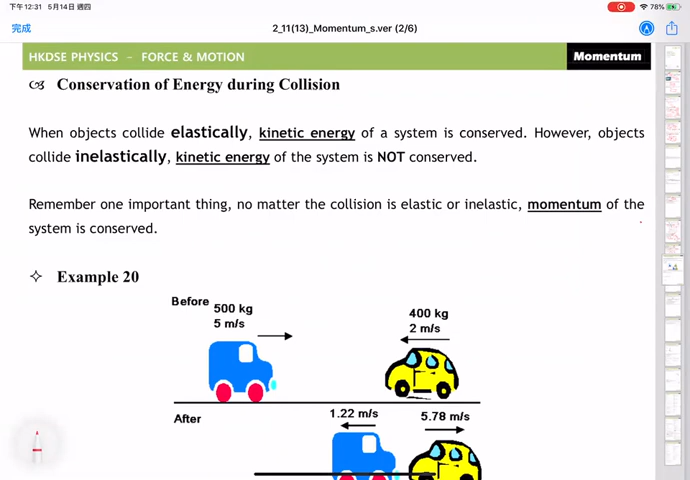 下午12:31 5月14日 週四 78%
完成 2_11(13)_Momentum_s.ver (2/6)
HKDSE PHYSICS – FORCE & MOTION Momentum
Conservation of Energy during Collision
When objects collide elastically, kinetic energy of a system is conserved. However, objects
collide inelastically, kinetic energy of the system is NOT conserved.
Remember one important thing, no matter the collision is elastic or inelastic, momentum of the
system is conserved.
Example 20
Before
500 kg
5 m/s
400 kg
2 m/s
After
1.22 m/s
5.78 m/s